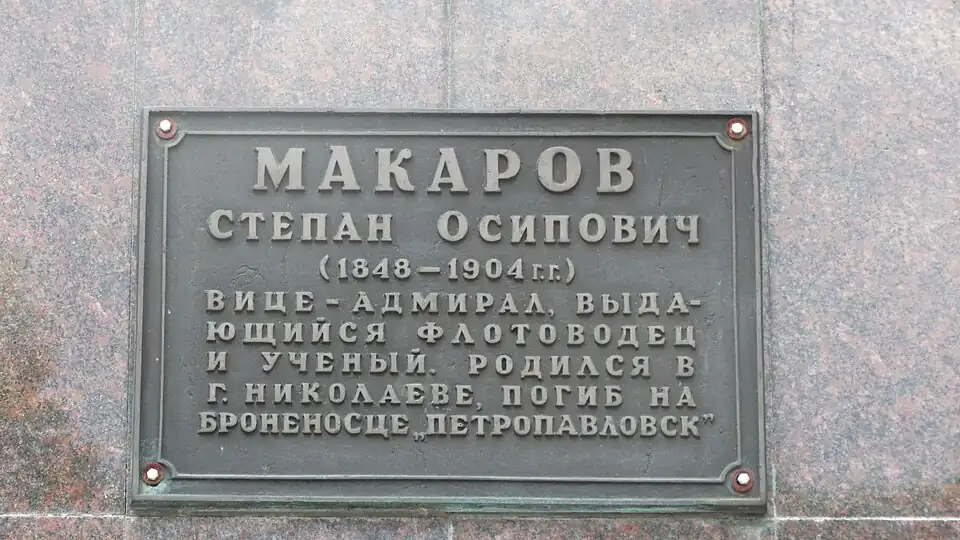 МАКАРОВ
СТЕПАН ОСИПОВИЧ
(1848 – 1904 г.г.)
ВИЦЕ - АДМИРАЛ, ВЫДА-
ЮЩИЙСЯ ФЛОТОВОДЕЦ
И УЧЕНЫЙ. РОДИЛСЯ В
Г. НИКОЛАЕВЕ, ПОГИБ НА
БРОНЕНОСЦЕ „ПЕТРОПАВЛОВСК”